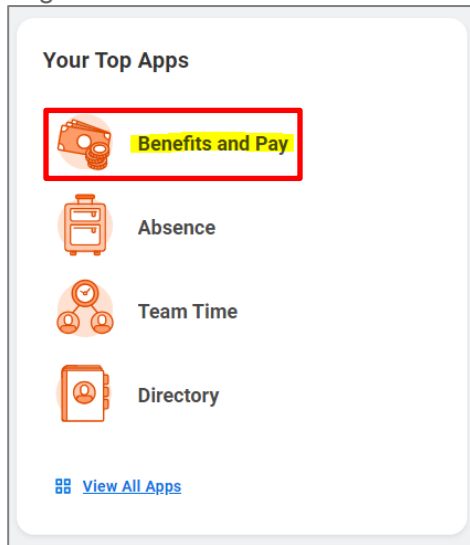 Your Top Apps
Benefits and Pay
Absence
Team Time
Directory
View All Apps